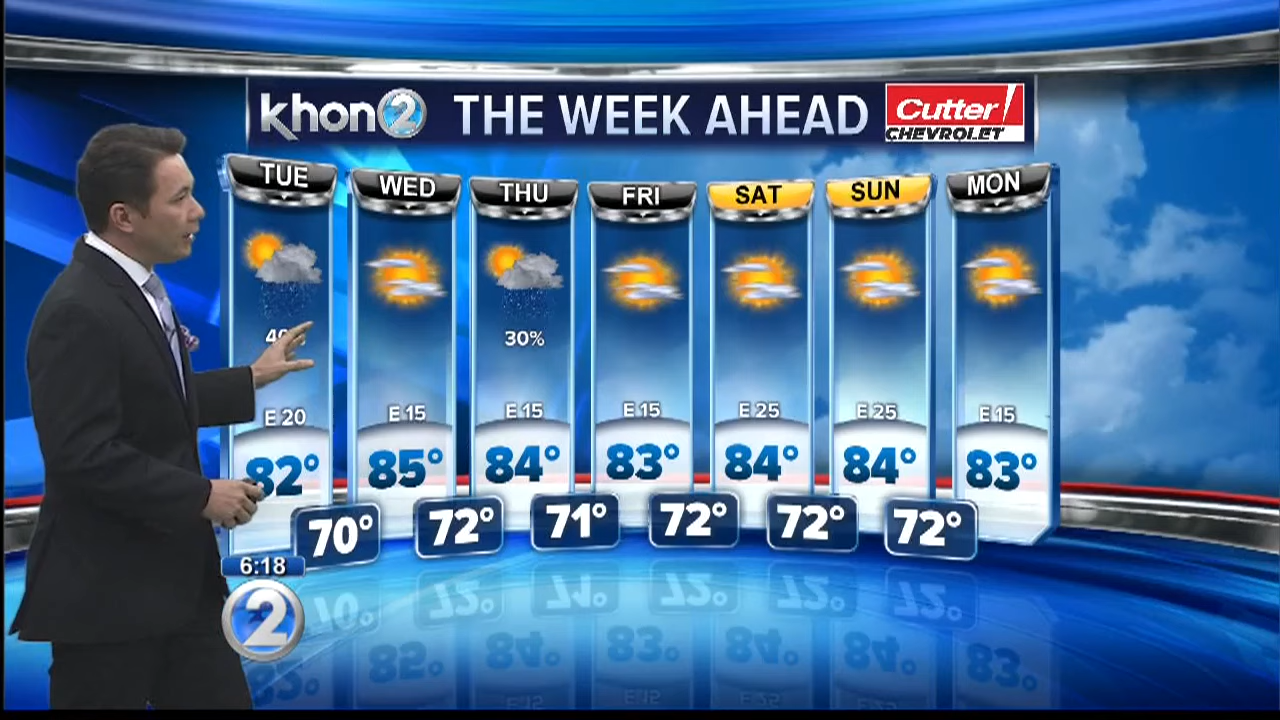 khon2 THE WEEK AHEAD Cutter!
CHEVROLET
TUE WED THU FRI SAT SUN MON
30%
E 20 E 15 E 15 E 15 E 25 E 25 E 15
82° 85° 84° 83° 84° 84° 83°
70° 72° 71° 72° 72° 72°
6:18
2